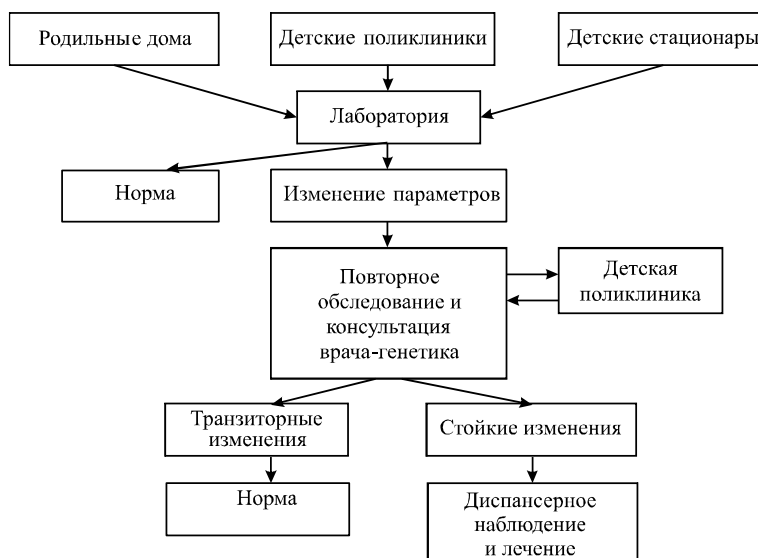 Родильные дома
Детские поликлиники
Детские стационары
Лаборатория
Норма
Изменение параметров
Повторное
обследование и
консультация
врача-генетика
Детская
поликлиника
Транзиторные
изменения
Стойкие изменения
Норма
Диспансерное
наблюдение
и лечение